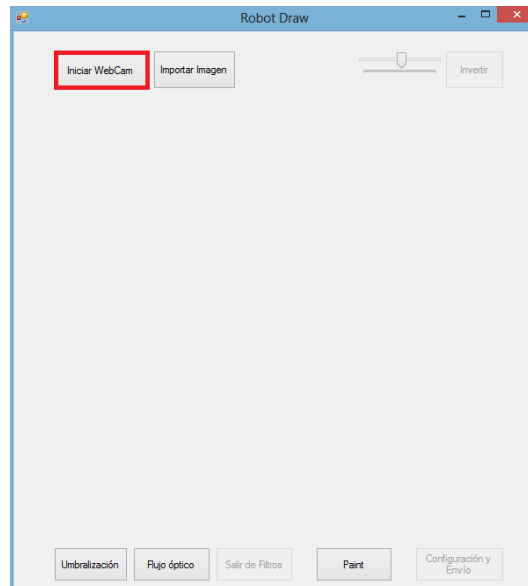 Robot Draw
Iniciar WebCam
Importar Imagen
Invertir
Umbralización
Flujo óptico
Salir de Filtros
Paint
Configuración y
Envío